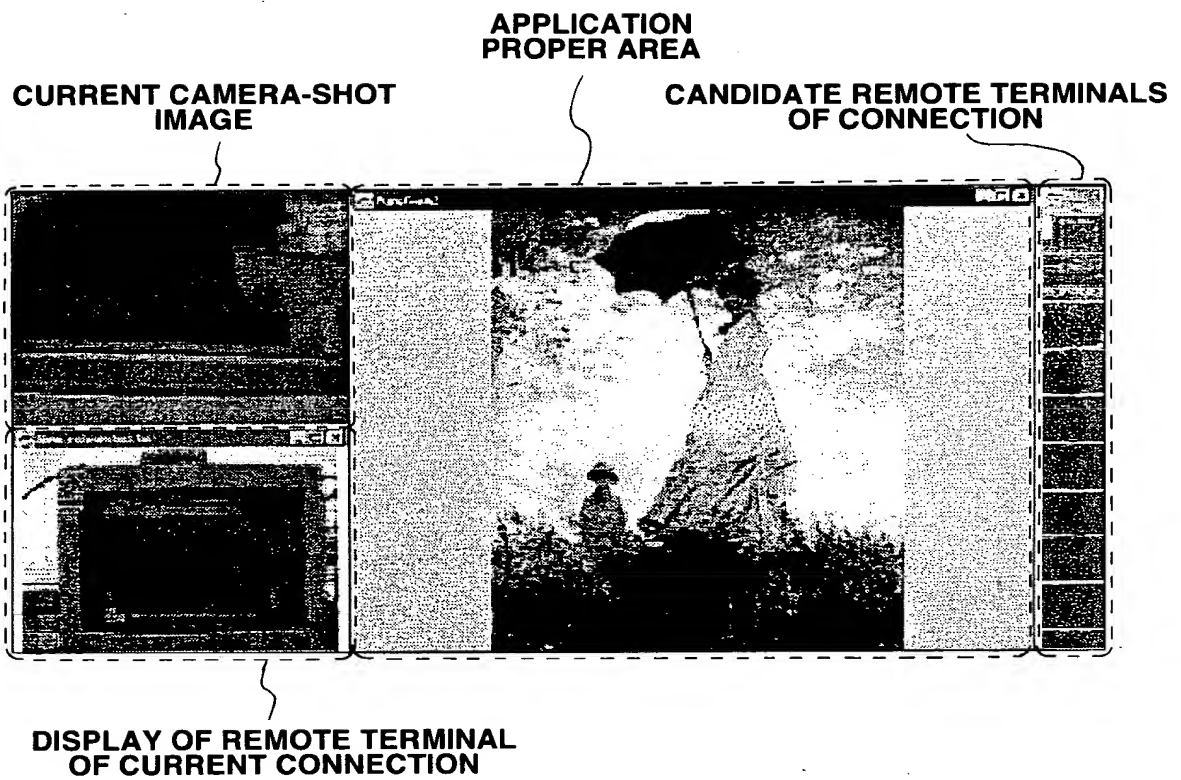 APPLICATION
PROPER AREA
CURRENT CAMERA-SHOT
IMAGE
CANDIDATE REMOTE TERMINALS
OF CONNECTION
DISPLAY OF REMOTE TERMINAL
OF CURRENT CONNECTION